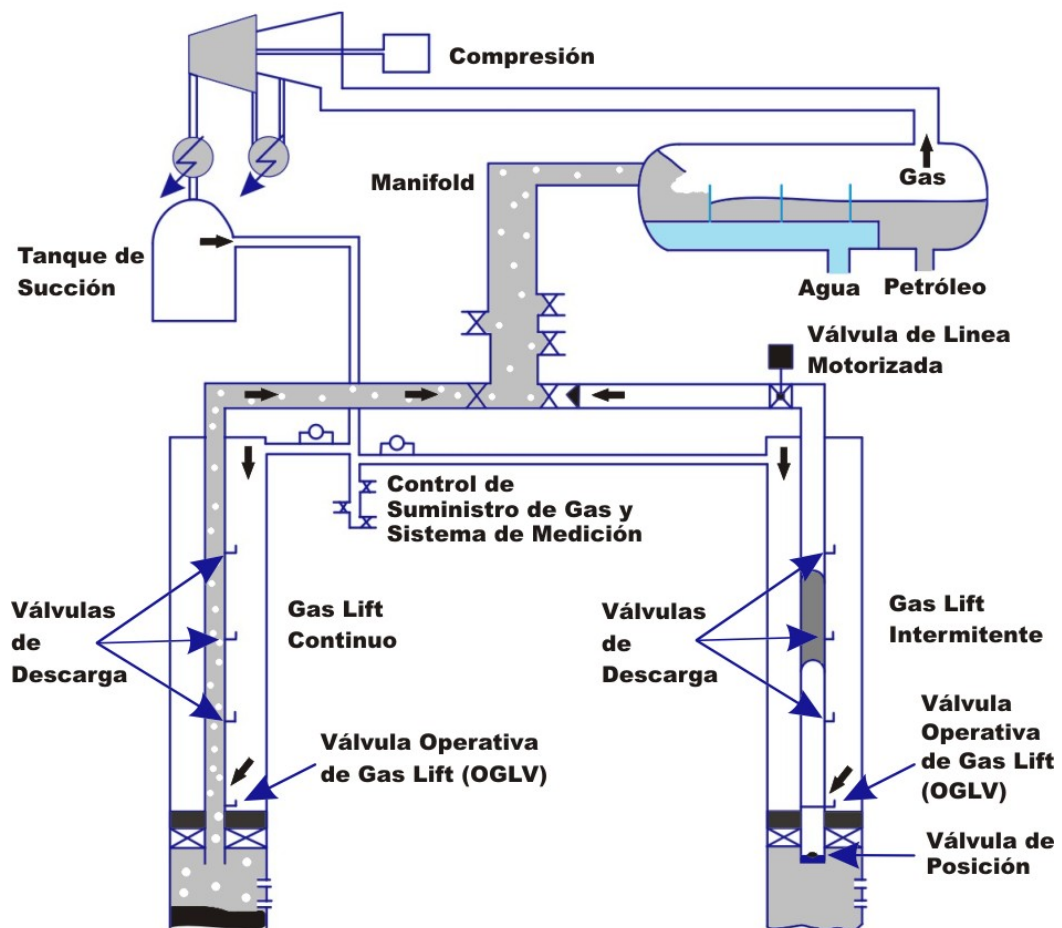 Compresión
Manifold
Gas
Tanque de
Succión
Agua
Petróleo
Válvula de Linea
Motorizada
Control de
Suministro de Gas y
Sistema de Medición
Válvulas
de
Descarga
Gas Lift
Continuo
Válvulas
de
Descarga
Gas Lift
Intermitente
Válvula Operativa
de Gas Lift (OGLV)
Válvula
Operativa
de Gas Lift
(OGLV)
Válvula de
Posición